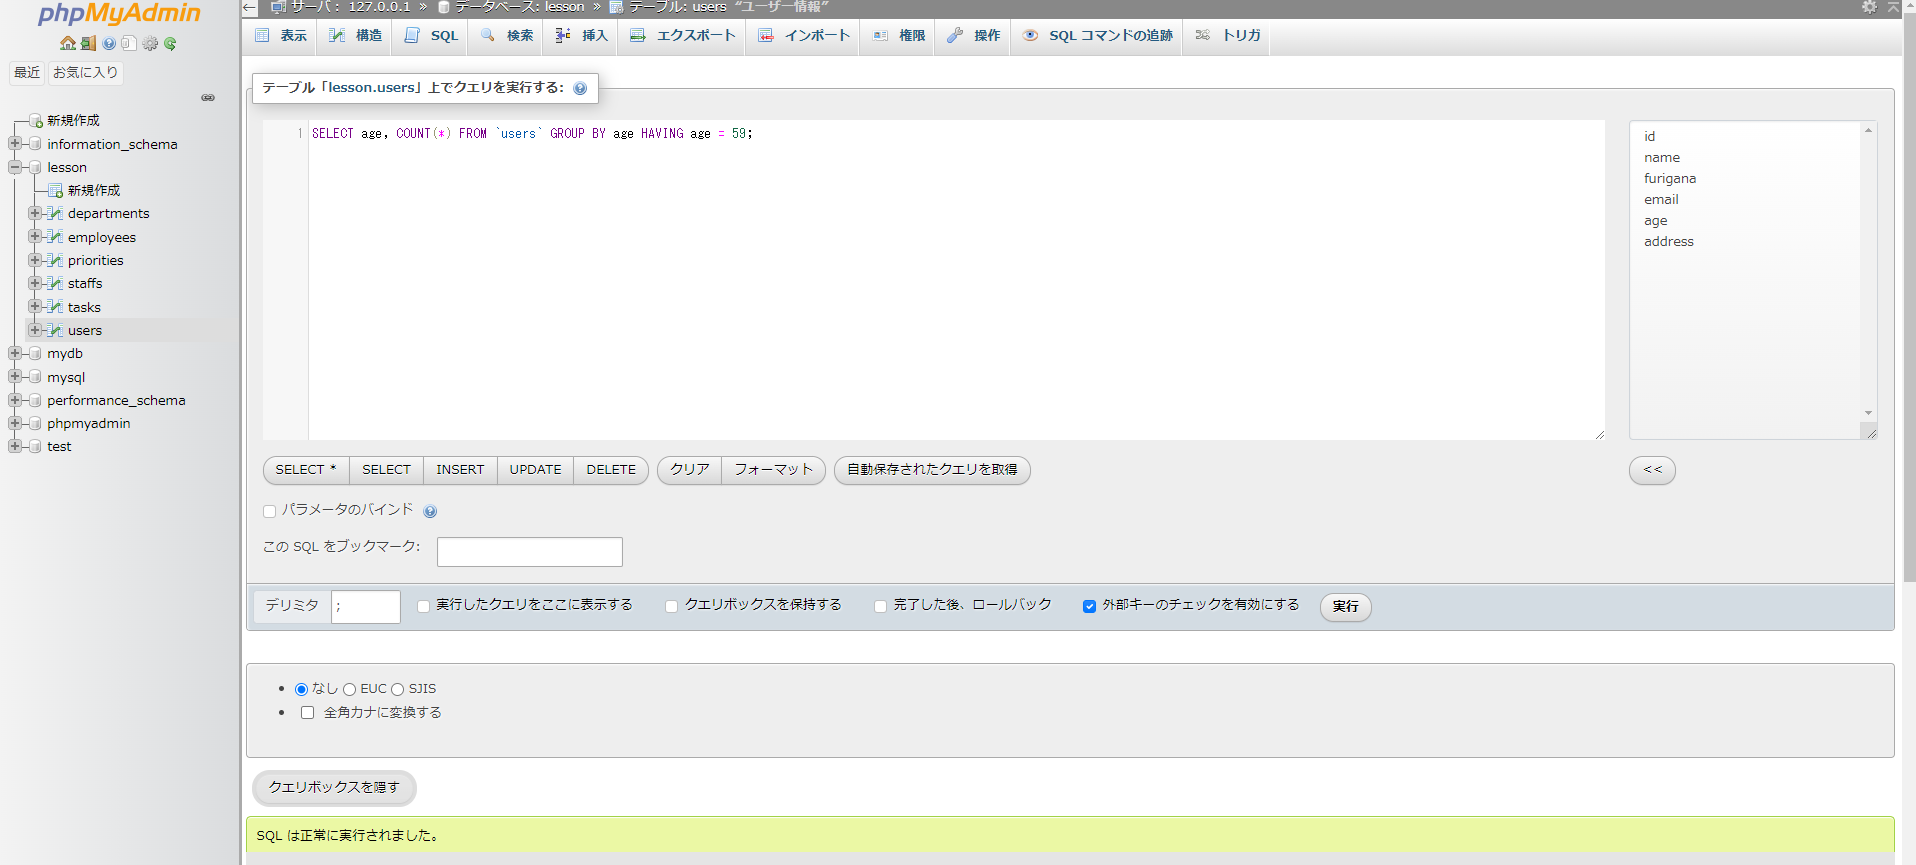 phpMyAdmin
最近 お気に入り
新規作成
information_schema
lesson
新規作成
departments
employees
priorities
staffs
tasks
users
mydb
mysql
performance_schema
phpmyadmin
test
サーバ: 127.0.0.1 » データベース: lesson » テーブル: users “ユーザー情報”
表示 構造 SQL 検索 挿入 エクスポート インポート 権限 操作 SQL コマンドの追跡 トリガ
テーブル「lesson.users」上でクエリを実行する:
1 SELECT age, COUNT(*) FROM `users` GROUP BY age HAVING age = 59;
id
name
furigana
email
age
address
SELECT * SELECT INSERT UPDATE DELETE クリア フォーマット 自動保存されたクエリを取得 <<
パラメータのバインド
この SQL をブックマーク:
デリミタ ; 実行したクエリをここに表示する クエリボックスを保持する 完了した後、ロールバック 外部キーのチェックを有効にする 実行
なし EUC SJIS
全角カナに変換する
クエリボックスを隠す
SQL は正常に実行されました。